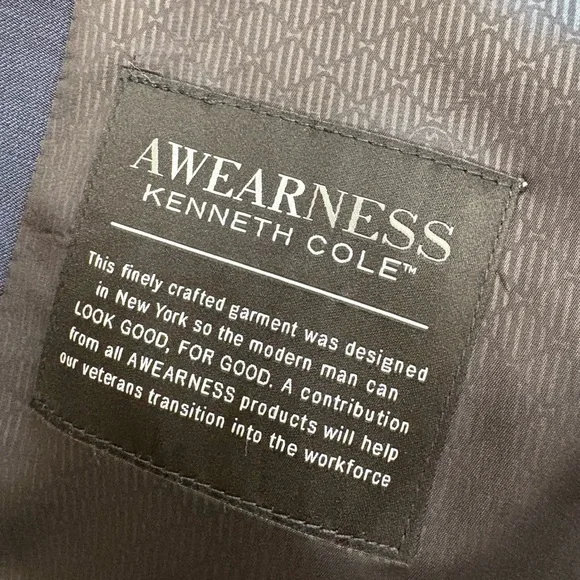 AWEARNESS
KENNETH COLE™
This finely crafted garment was designed
in New York so the modern man can
LOOK GOOD, FOR GOOD. A contribution
from all AWEARNESS products will help
our veterans transition into the workforce